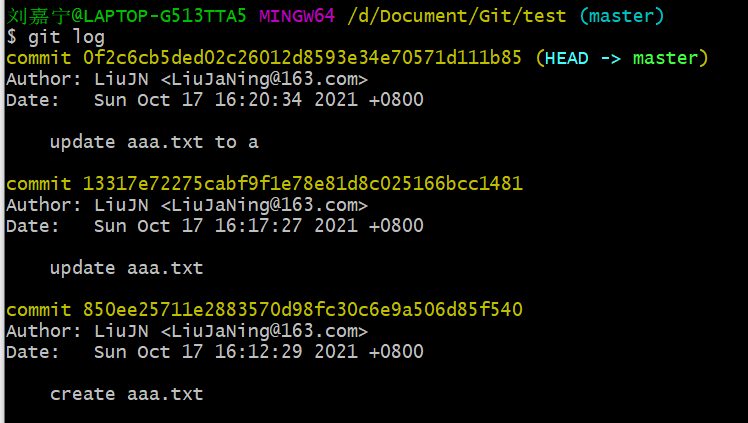 刘嘉宁@LAPTOP-G513TTA5 MINGW64 /d/Document/Git/test (master)
$ git log
commit 0f2c6cb5ded02c26012d8593e34e70571d111b85 (HEAD -> master)
Author: LiuJN <LiuJaNing@163.com>
Date:   Sun Oct 17 16:20:34 2021 +0800
    update aaa.txt to a
commit 13317e72275cabf9f1e78e81d8c025166bcc1481
Author: LiuJN <LiuJaNing@163.com>
Date:   Sun Oct 17 16:17:27 2021 +0800
    update aaa.txt
commit 850ee25711e2883570d98fc30c6e9a506d85f540
Author: LiuJN <LiuJaNing@163.com>
Date:   Sun Oct 17 16:12:29 2021 +0800
    create aaa.txt